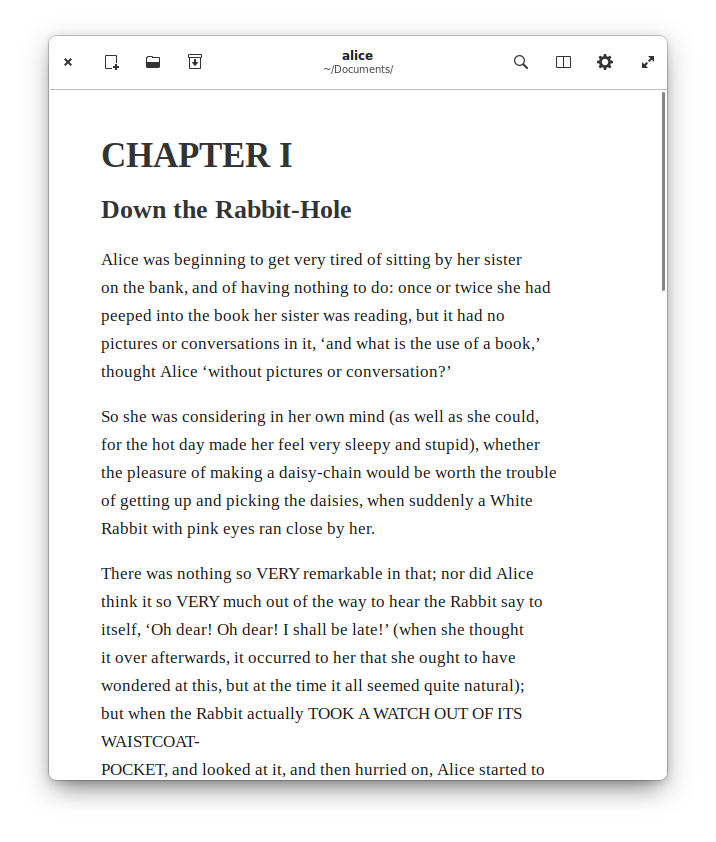 alice
~/Documents/
CHAPTER I
Down the Rabbit-Hole
Alice was beginning to get very tired of sitting by her sister
on the bank, and of having nothing to do: once or twice she had
peeped into the book her sister was reading, but it had no
pictures or conversations in it, ‘and what is the use of a book,’
thought Alice ‘without pictures or conversation?’
So she was considering in her own mind (as well as she could,
for the hot day made her feel very sleepy and stupid), whether
the pleasure of making a daisy-chain would be worth the trouble
of getting up and picking the daisies, when suddenly a White
Rabbit with pink eyes ran close by her.
There was nothing so VERY remarkable in that; nor did Alice
think it so VERY much out of the way to hear the Rabbit say to
itself, ‘Oh dear! Oh dear! I shall be late!’ (when she thought
it over afterwards, it occurred to her that she ought to have
wondered at this, but at the time it all seemed quite natural);
but when the Rabbit actually TOOK A WATCH OUT OF ITS
WAISTCOAT-
POCKET, and looked at it, and then hurried on, Alice started to